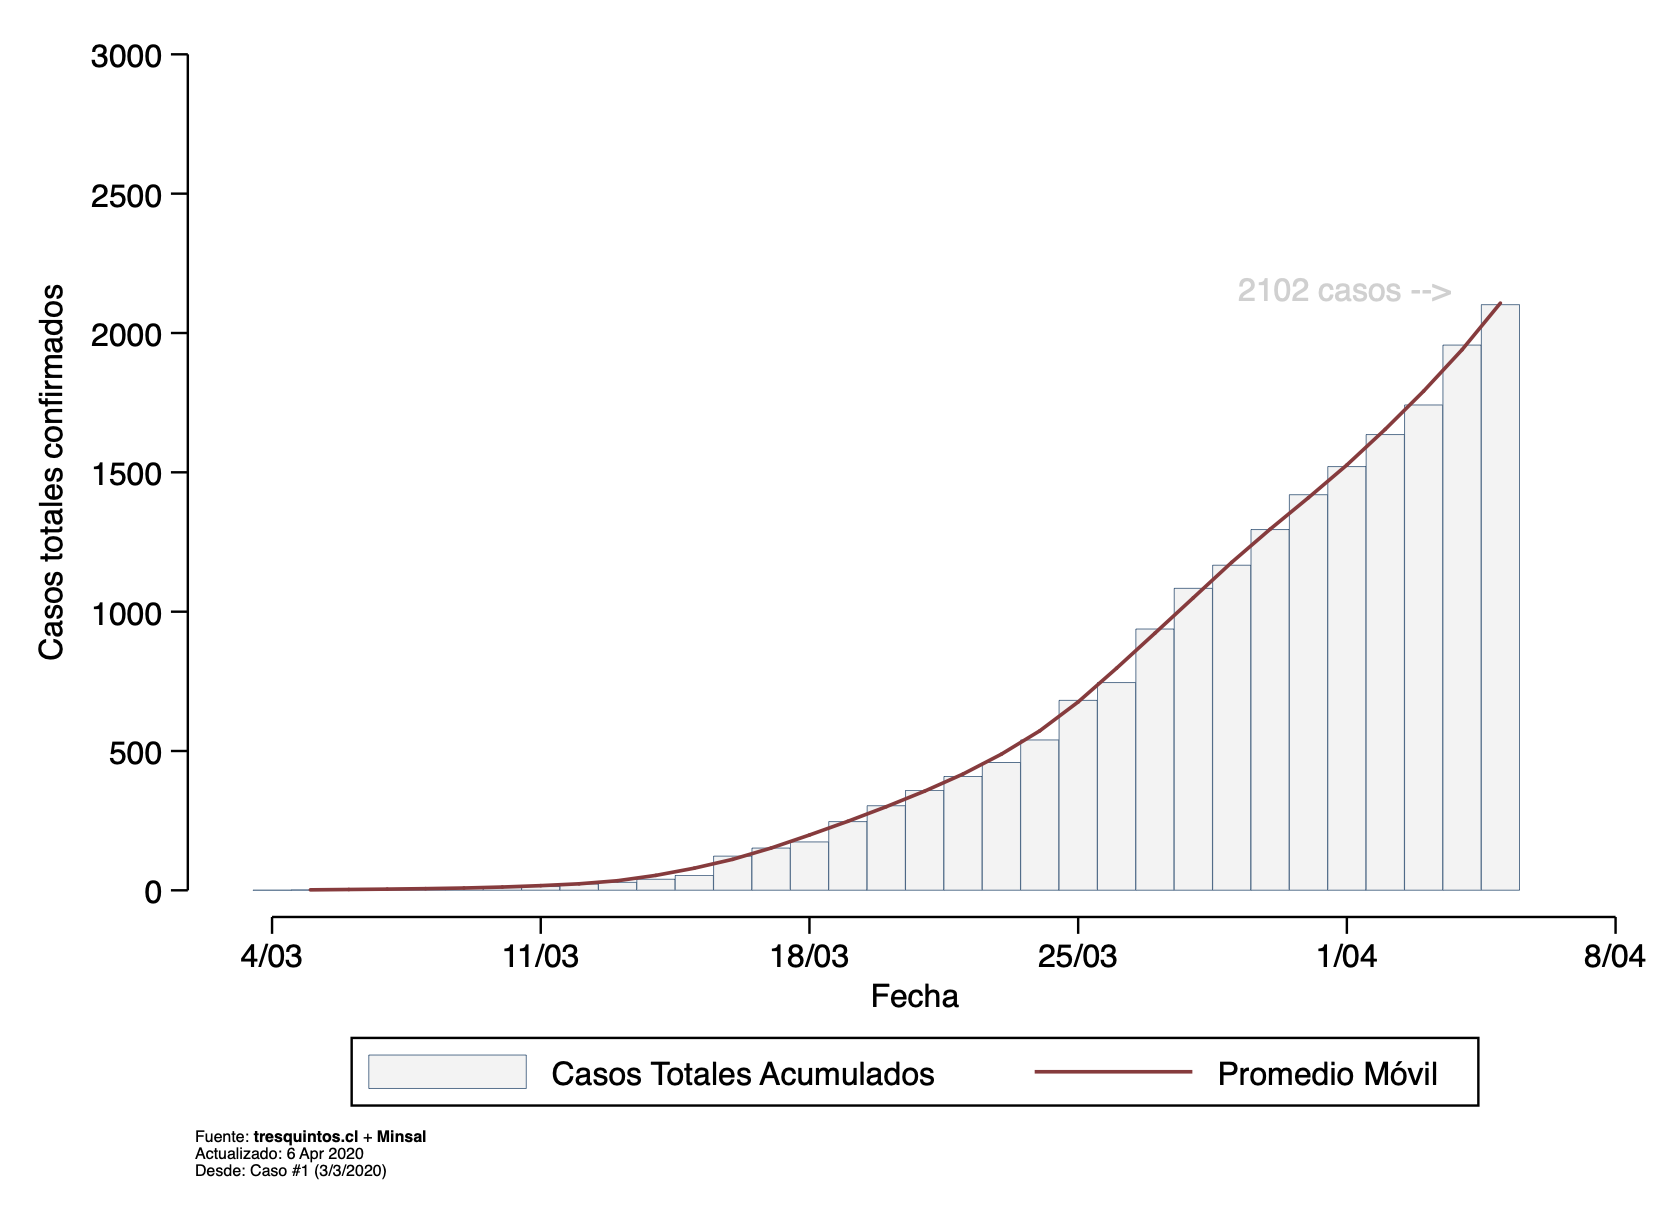 3000
2500
2000
1500
1000
500
0
Casos totales confirmados
2102 casos -->
4/03 11/03 18/03 25/03 1/04 8/04
Fecha
Casos Totales Acumulados Promedio Móvil
Fuente: tresquintos.cl + Minsal
Actualizado: 6 Apr 2020
Desde: Caso #1 (3/3/2020)